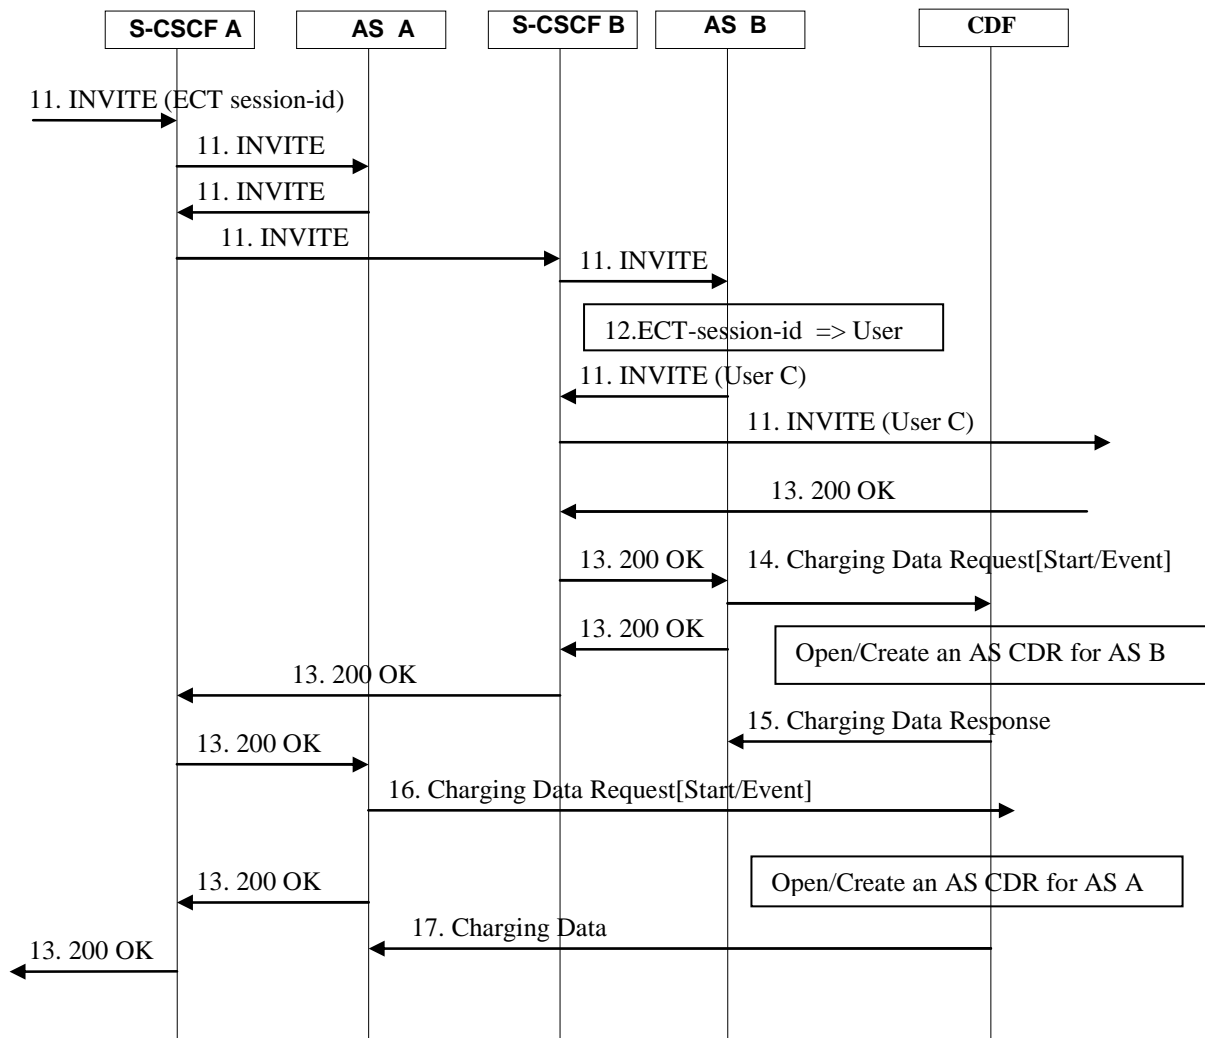 S-CSCF A
AS A
S-CSCF B
AS B
CDF
11. INVITE (ECT session-id)
11. INVITE
11. INVITE
11. INVITE
11. INVITE
12.ECT-session-id => User
11. INVITE (User C)
11. INVITE (User C)
13. 200 OK
13. 200 OK
14. Charging Data Request[Start/Event]
13. 200 OK
Open/Create an AS CDR for AS B
13. 200 OK
15. Charging Data Response
13. 200 OK
16. Charging Data Request[Start/Event]
13. 200 OK
Open/Create an AS CDR for AS A
17. Charging Data
13. 200 OK